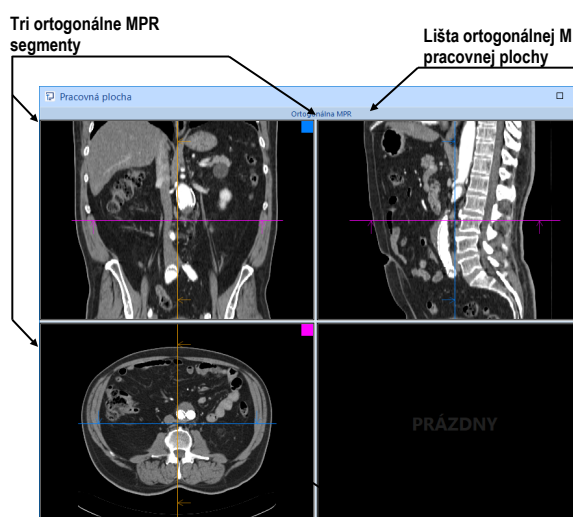 Tri ortogonálne MPR
segmenty
Lišta ortogonálnej M
pracovnej plochy
Pracovná plocha
Ortogonálna MPR
PRÁZDNY